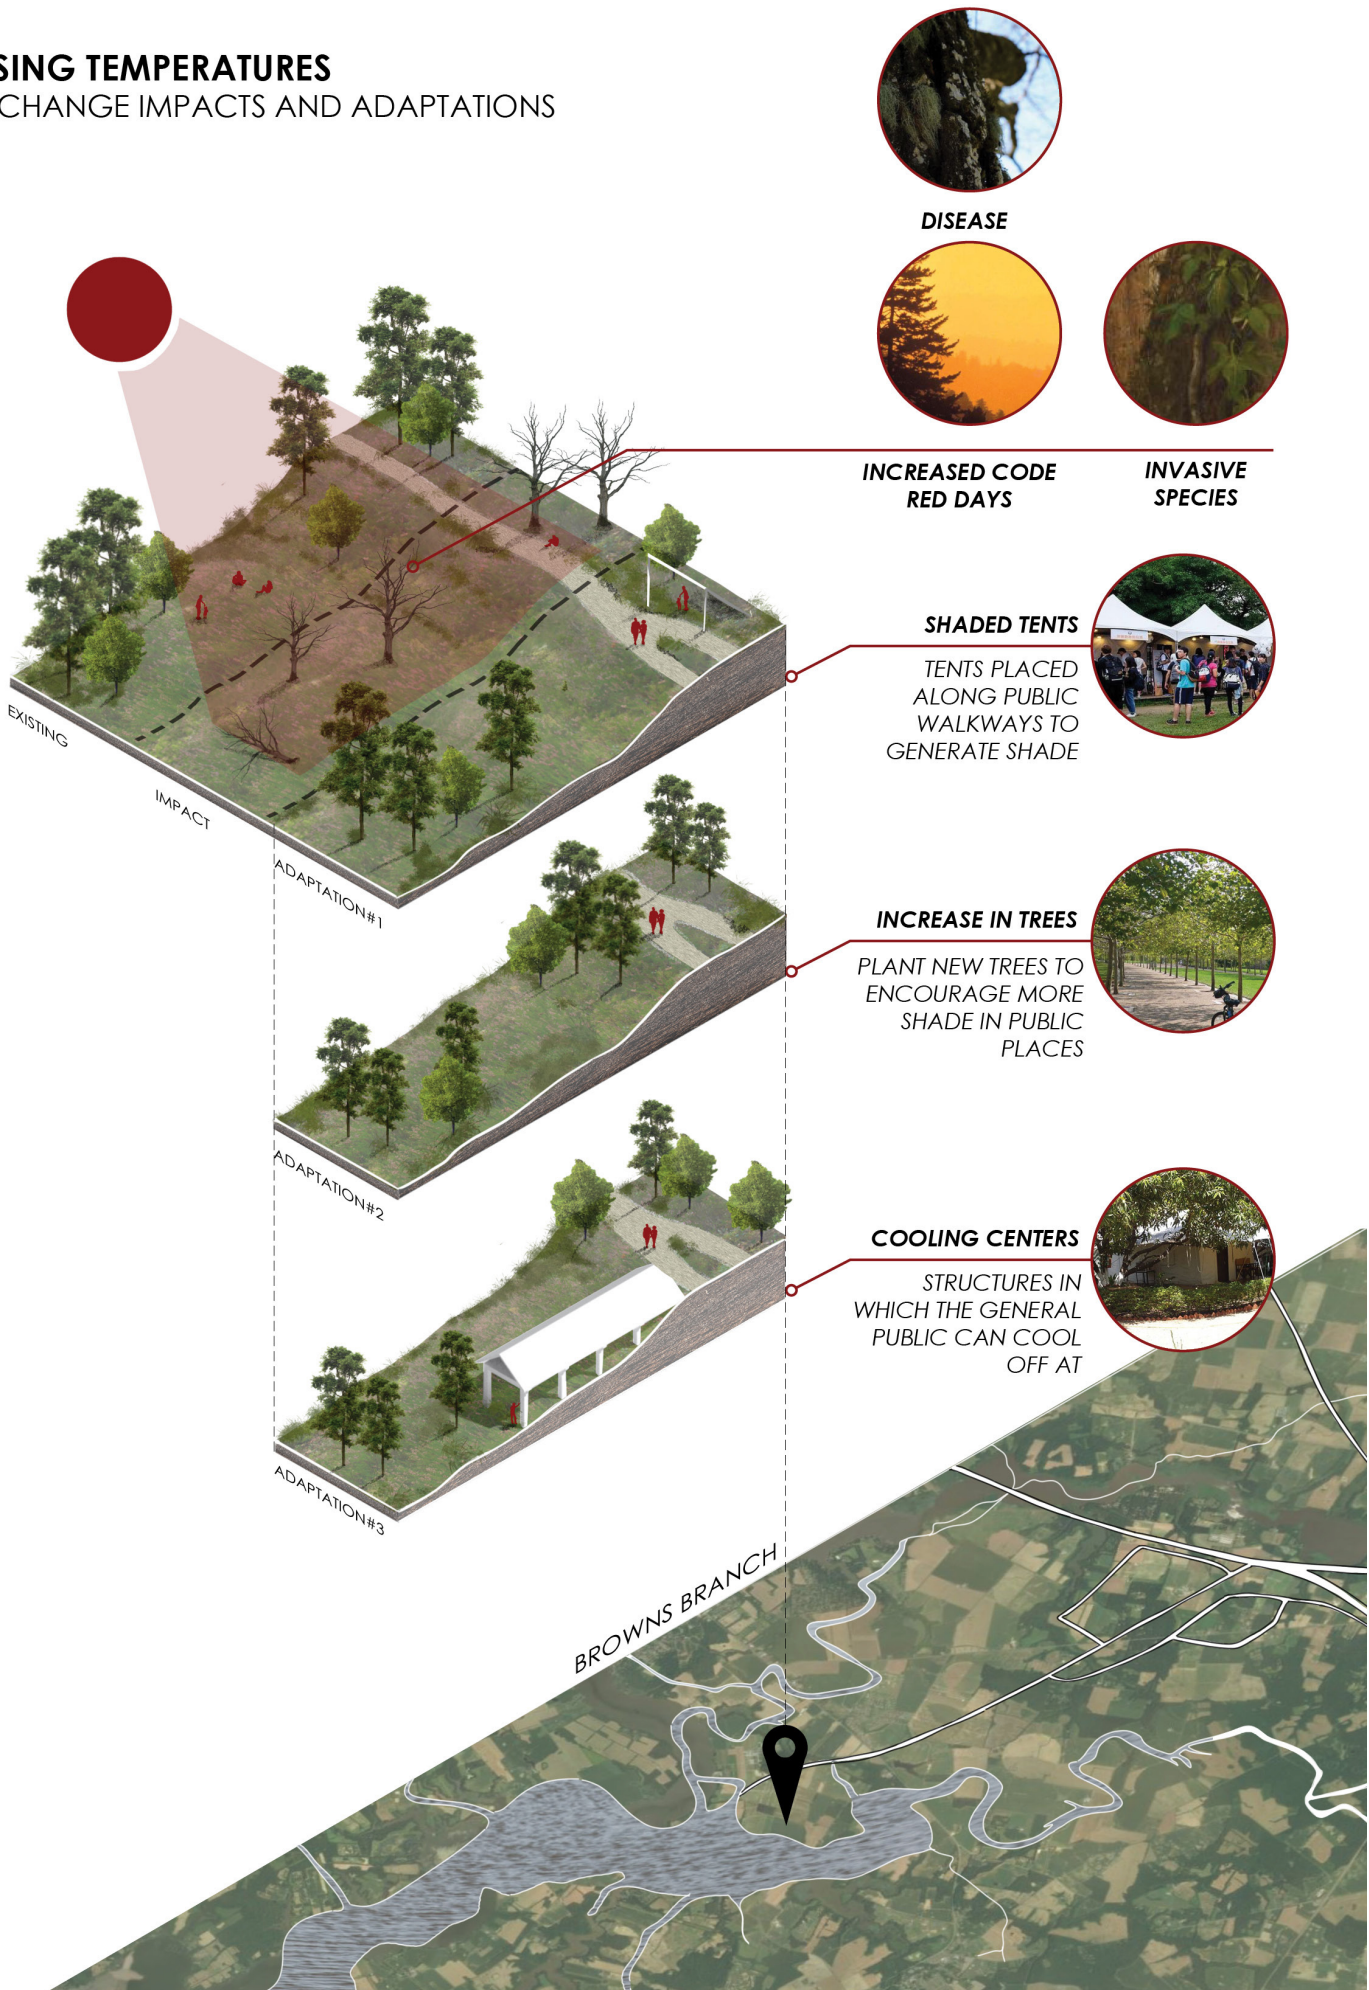 SING TEMPERATURES
CHANGE IMPACTS AND ADAPTATIONS
DISEASE
INCREASED CODE
RED DAYS
INVASIVE
SPECIES
SHADED TENTS
TENTS PLACED
ALONG PUBLIC
WALKWAYS TO
GENERATE SHADE
EXISTING
IMPACT
ADAPTATION#1
INCREASE IN TREES
PLANT NEW TREES TO
ENCOURAGE MORE
SHADE IN PUBLIC
PLACES
ADAPTATION#2
COOLING CENTERS
STRUCTURES IN
WHICH THE GENERAL
PUBLIC CAN COOL
OFF AT
ADAPTATION#3
BROWNS BRANCH